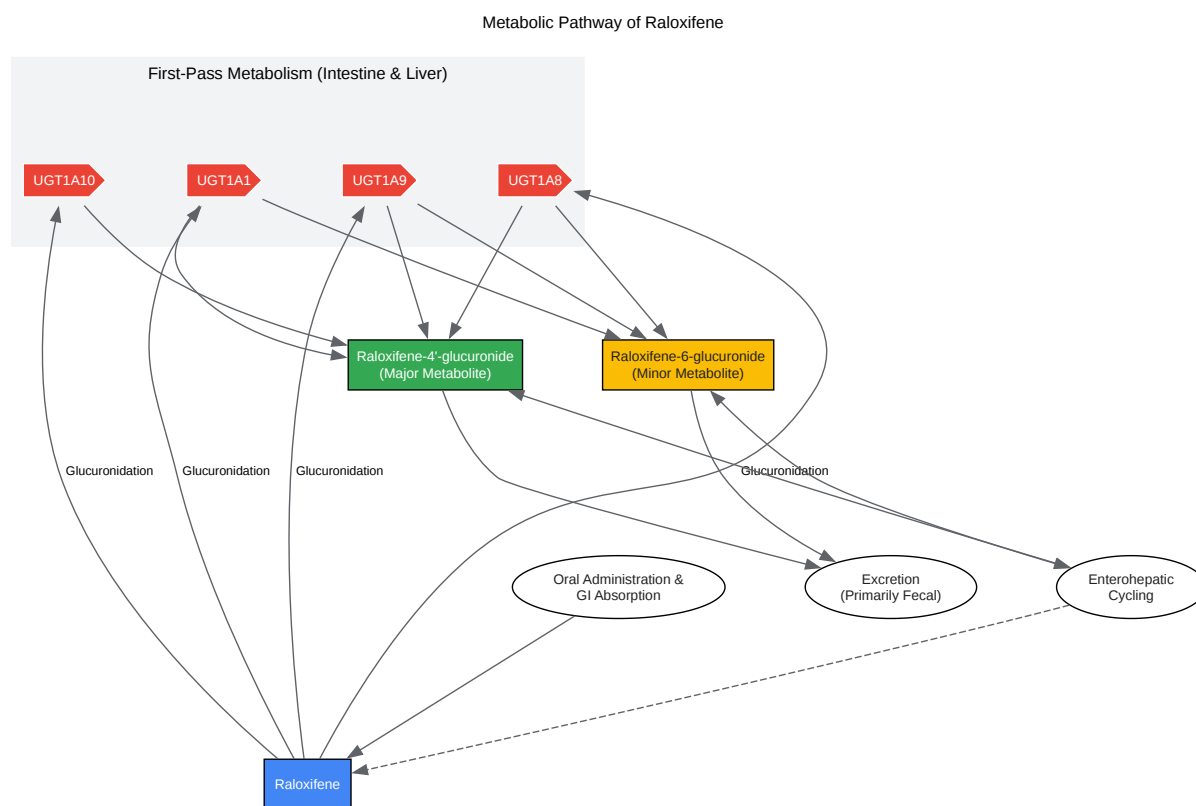 Metabolic Pathway of Raloxifene
First-Pass Metabolism (Intestine & Liver)
UGT1A10
UGT1A1
UGT1A9
UGT1A8
Raloxifene-4'-glucuronide
(Major Metabolite)
Raloxifene-6-glucuronide
(Minor Metabolite)
Glucuronidation
Glucuronidation
Glucuronidation
Glucuronidation
Oral Administration &
GI Absorption
Excretion
(Primarily Fecal)
Enterohepatic
Cycling
Raloxifene